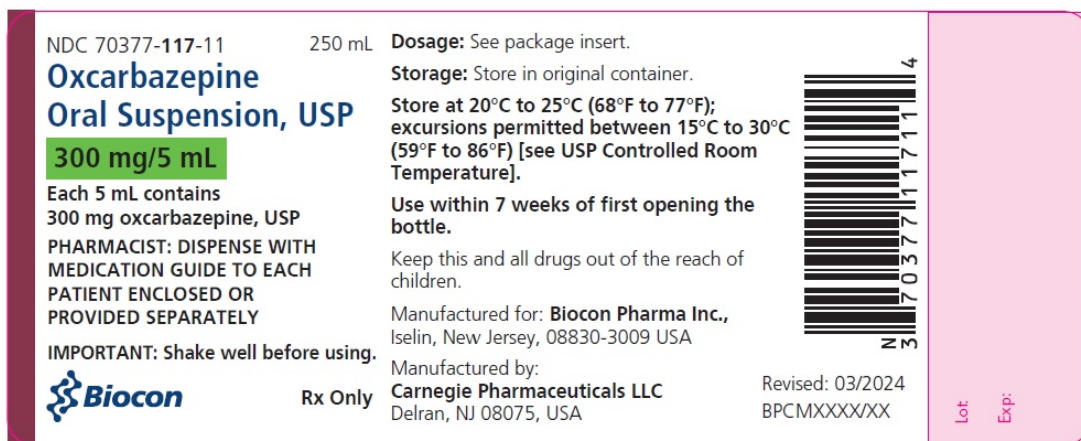 NDC 70377-117-11 250 mL
Oxcarbazepine
Oral Suspension, USP
300 mg/5 mL
Each 5 mL contains
300 mg oxcarbazepine, USP
PHARMACIST: DISPENSE WITH
MEDICATION GUIDE TO EACH
PATIENT ENCLOSED OR
PROVIDED SEPARATELY
IMPORTANT: Shake well before using.
Biocon Rx Only
Dosage: See package insert.
Storage: Store in original container.
Store at 20°C to 25°C (68°F to 77°F);
excursions permitted between 15°C to 30°C
(59°F to 86°F) [see USP Controlled Room
Temperature].
Use within 7 weeks of first opening the
bottle.
Keep this and all drugs out of the reach of
children.
Manufactured for: Biocon Pharma Inc.,
Iselin, New Jersey, 08830-3009 USA
Manufactured by:
Carnegie Pharmaceuticals LLC
Delran, NJ 08075, USA
N
3 70377 11711 4
Revised: 03/2024
BPCMXXXX/XX
Lot:
Exp: